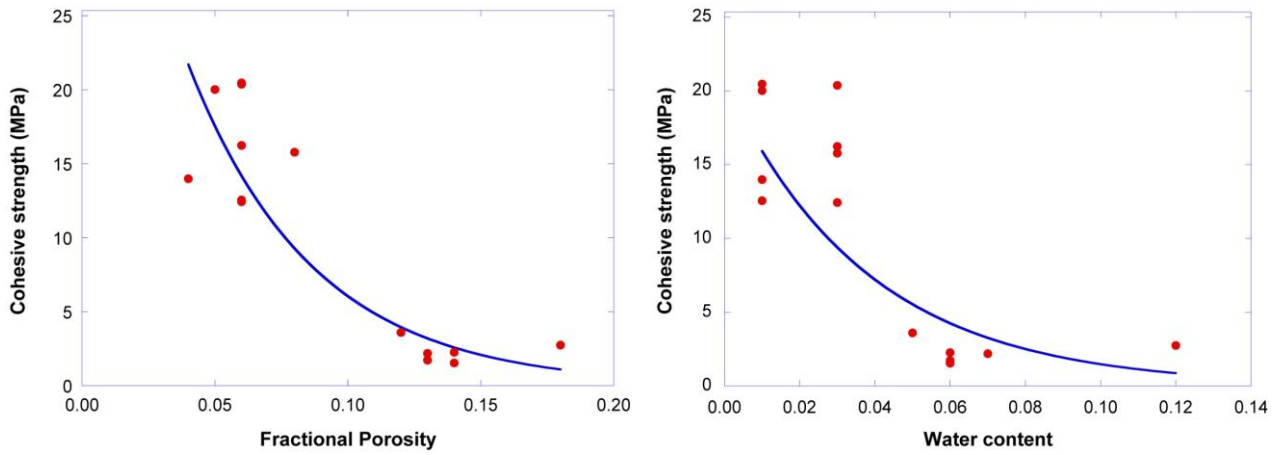 25
20
15
10
5
0
0.00 0.05 0.10 0.15 0.20
Cohesive strength (MPa)
Fractional Porosity
25
20
15
10
5
0
0.00 0.02 0.04 0.06 0.08 0.10 0.12 0.14
Cohesive strength (MPa)
Water content